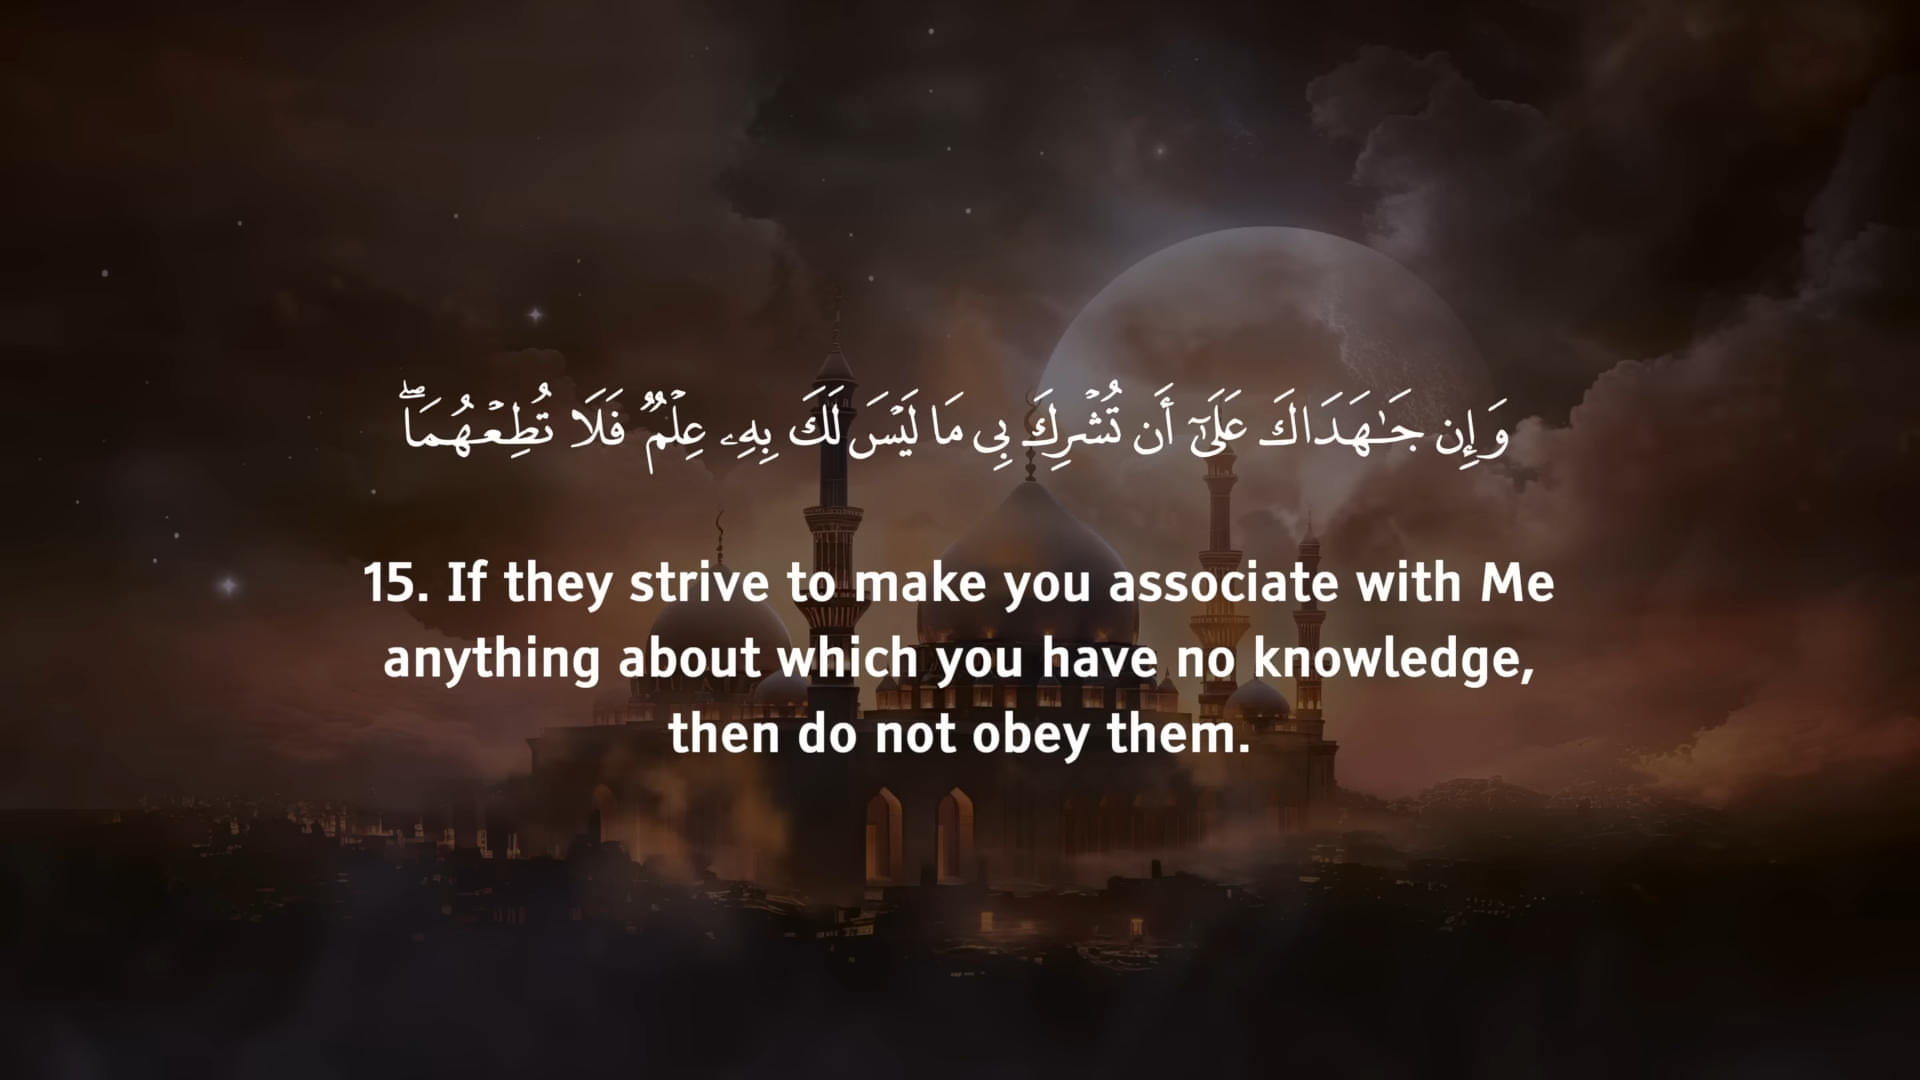 وَإِن جَـٰهَدَاكَ عَلَىٰٓ أَن تُشْرِكَ بِى مَا لَيْسَ لَكَ بِهِۦ عِلْمٌۭ فَلَا تُطِعْهُمَا ۖ
15. If they strive to make you associate with Me
anything about which you have no knowledge,
then do not obey them.